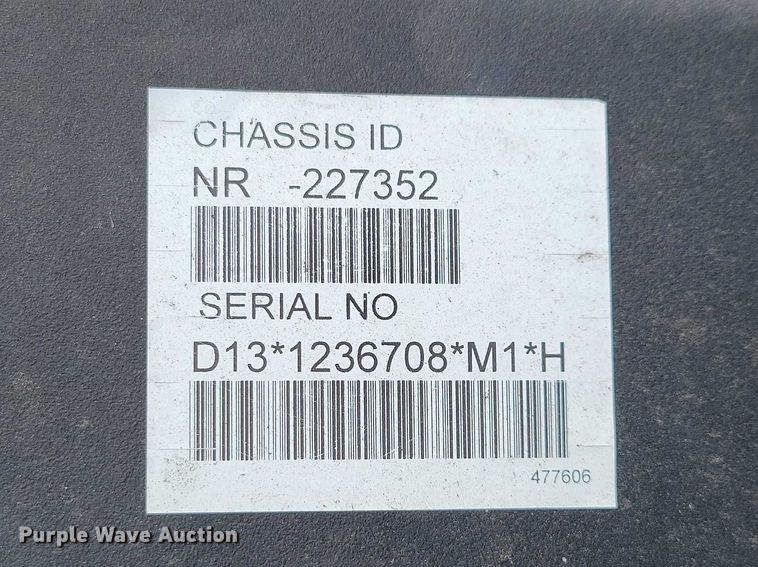 CHASSIS ID
NR -227352
SERIAL NO
D13*1236708*M1*H
477606
Purple Wave Auction